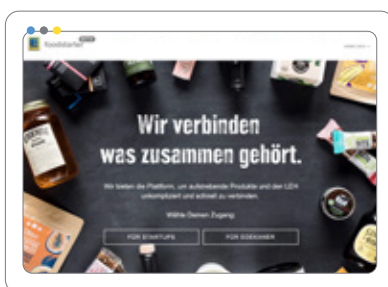 foodstarter
Wir verbinden
was zusammen gehört.
Wir bieten die Plattform, um aufstrebende Produkte und den LEH
unkompliziert und schnell zu verbinden.
Wähle Deinen Zugang:
FÜR STARTUPS
FÜR EDEKANER